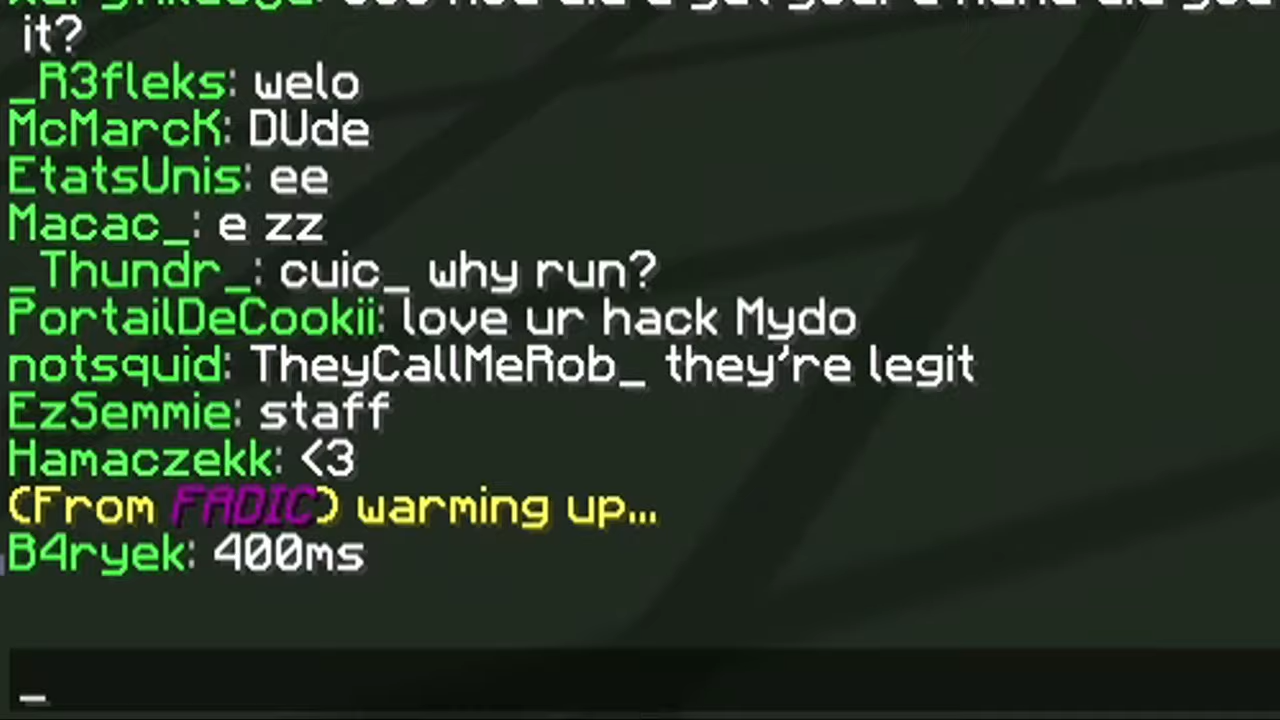 it?
_R3fleks: welo
McMarcK: DUde
EtatsUnis: ee
Macac_: e zz
_Thundr_: cuic_ why run?
PortailDeCookii: love ur hack Mydo
notsquid: TheyCallMeRob_ they're legit
EzSemmie: staff
Hamaczekk: <3
(From FADIC) warming up...
B4ryek: 400ms
_